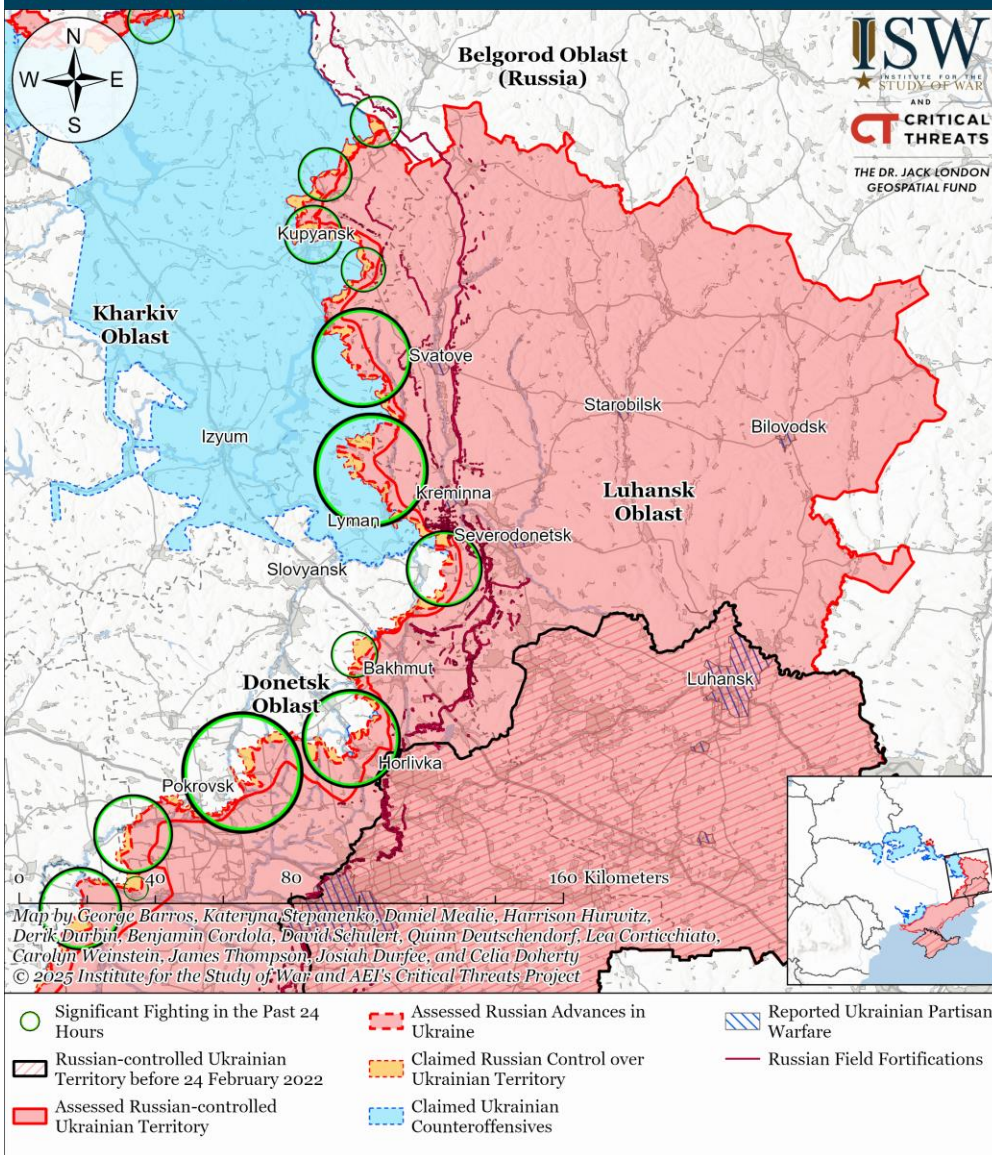 N
W
E
S
Belgorod Oblast
(Russia)
ISW
INSTITUTE FOR THE
STUDY OF WAR
AND
CT CRITICAL
THREATS
THE DR. JACK LONDON
GEOSPATIAL FUND
Kupyansk
Kharkiv
Oblast
Svatove
Starobilsk
Bilovodsk
Izyum
Kreminna
Luhansk
Oblast
Lyman
Severodonetsk
Slovyansk
Bakhmut
Luhansk
Donetsk
Oblast
Horlivka
Pokrovsk
0
40
80
160 Kilometers
Map by George Barros, Kateryna Stepanenko, Daniel Mealie, Harrison Hurwitz,
Derik Durbin, Benjamin Cordola, David Schulert, Quinn Deutschendorf, Lea Corticchiato,
Carolyn Weinstein, James Thompson, Josiah Durfee, and Celia Doherty
© 2025 Institute for the Study of War and AEI's Critical Threats Project
Significant Fighting in the Past 24
Hours
Russian-controlled Ukrainian
Territory before 24 February 2022
Assessed Russian-controlled
Ukrainian Territory
Assessed Russian Advances in
Ukraine
Claimed Russian Control over
Ukrainian Territory
Claimed Ukrainian
Counteroffensives
Reported Ukrainian Partisan
Warfare
Russian Field Fortifications